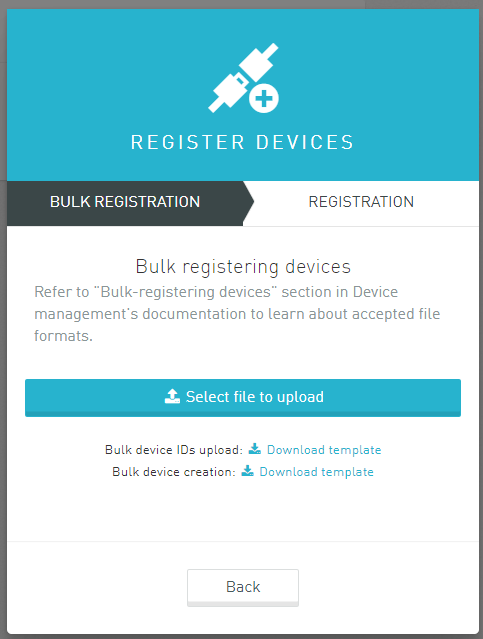 REGISTER DEVICES
BULK REGISTRATION
REGISTRATION
Bulk registering devices
Refer to "Bulk-registering devices" section in Device
management's documentation to learn about accepted file
formats.
Select file to upload
Bulk device IDs upload: Download template
Bulk device creation: Download template
Back